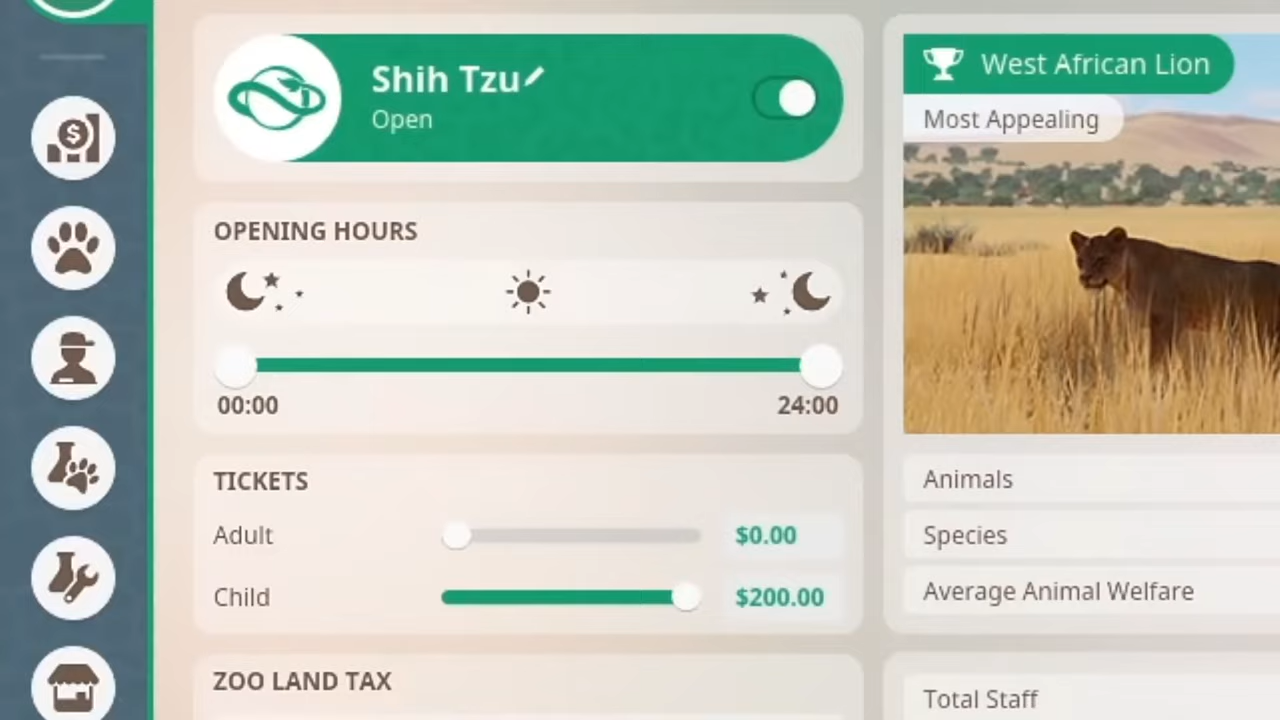 Shih Tzu
Open
OPENING HOURS
00:00
24:00
TICKETS
Adult
$0.00
Child
$200.00
ZOO LAND TAX
West African Lion
Most Appealing
Animals
Species
Average Animal Welfare
Total Staff